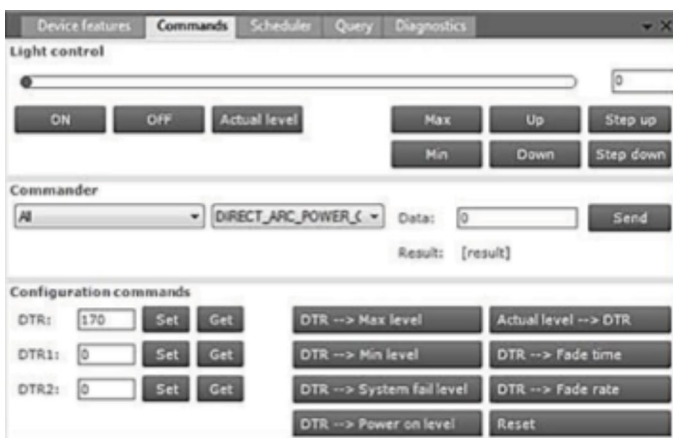 Device features Commands Scheduler Query Diagnostics
Light control
0
ON OFF Actual level Max Up Step up
Min Down Step down
Commander
All DIRECT_ARC_POWER_C Data: 0 Send
Result: [result]
Configuration commands
DTR: 170 Set Get DTR --> Max level Actual level --> DTR
DTR1: 0 Set Get DTR --> Min level DTR --> Fade time
DTR2: 0 Set Get DTR --> System fail level DTR --> Fade rate
DTR --> Power on level Reset